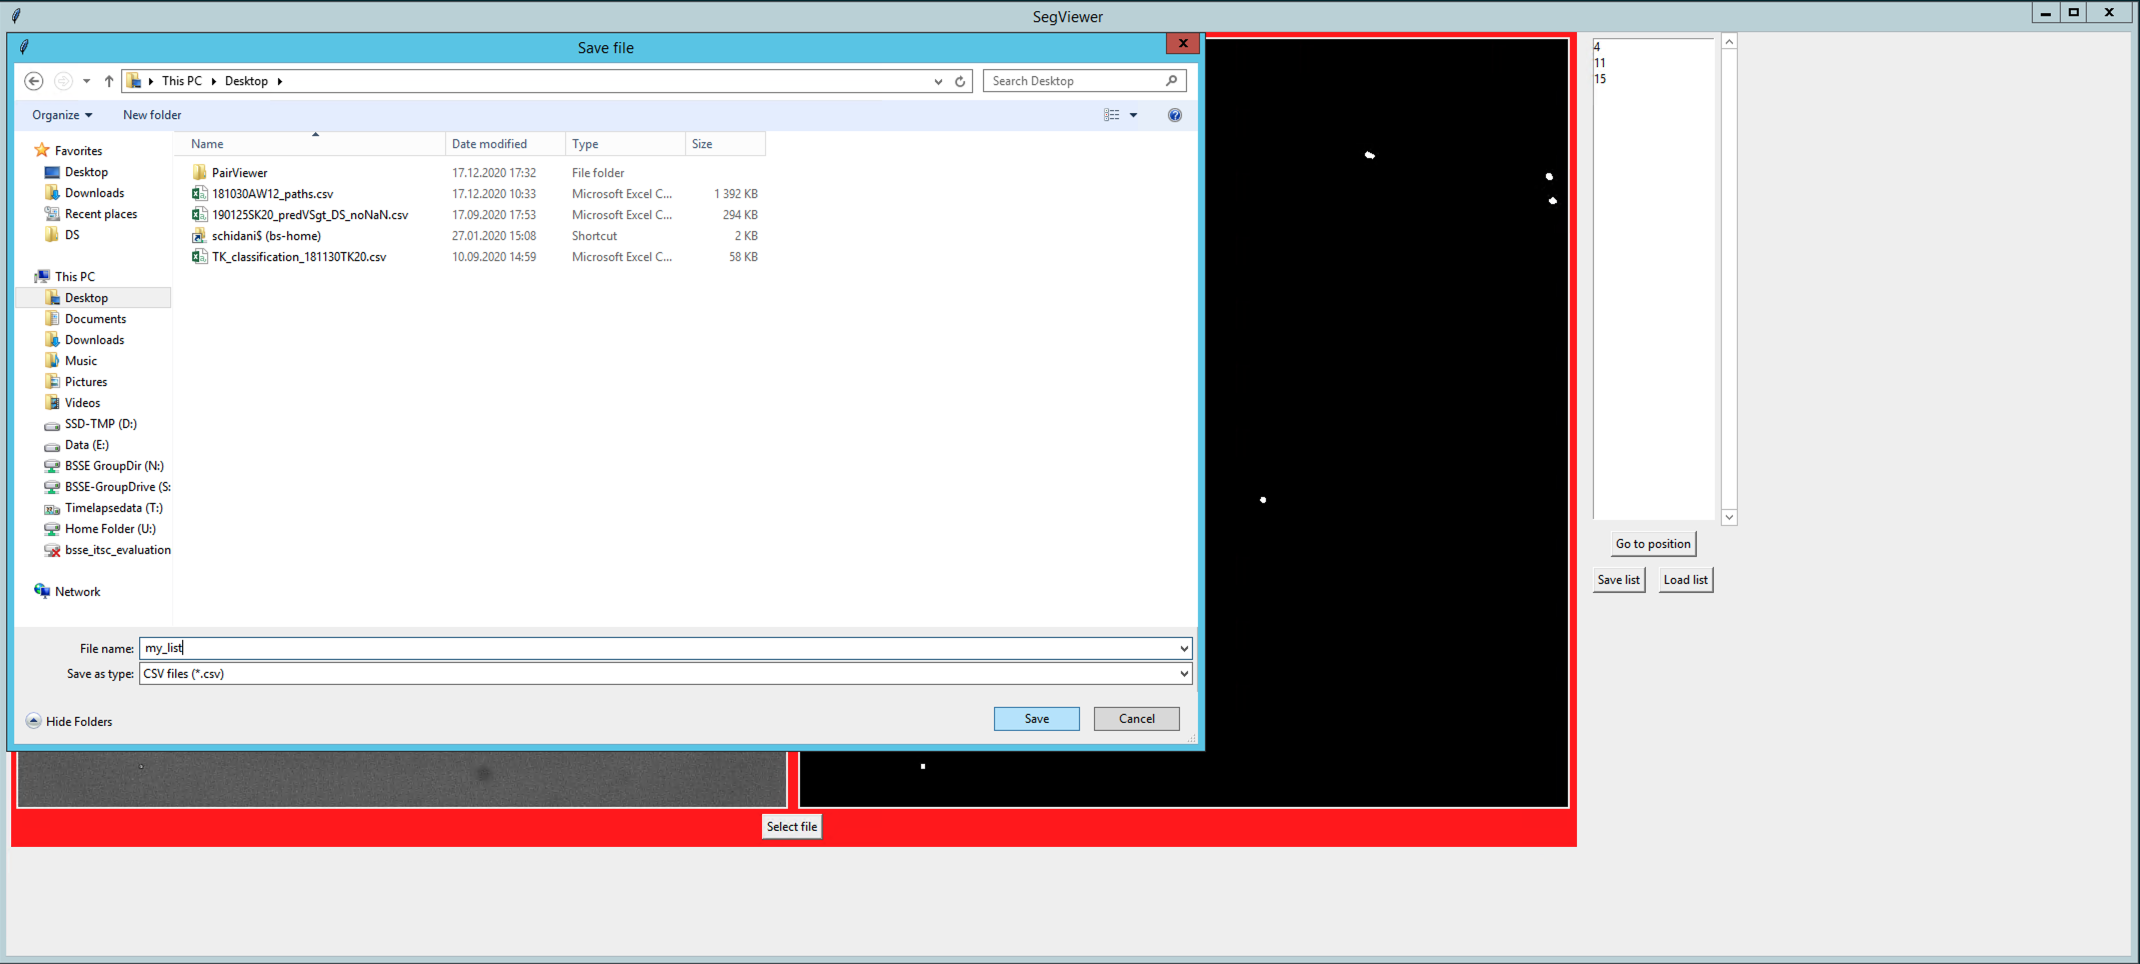 SegViewer
Save file
4
11
15
This PC Desktop
Search Desktop
Organize New folder
Name Date modified Type Size
Favorites
Desktop
Downloads
Recent places
DS
This PC
Desktop
Documents
Downloads
Music
Pictures
Videos
SSD-TMP (D:)
Data (E:)
BSSE GroupDir (N:)
BSSE-GroupDrive (S:
Timelapsedata (T:)
Home Folder (U:)
bsse_itsc_evaluation
Network
PairViewer 17.12.2020 17:32 File folder
181030AW12_paths.csv 17.12.2020 10:33 Microsoft Excel C... 1 392 KB
190125SK20_predVSgt_DS_noNaN.csv 17.09.2020 17:53 Microsoft Excel C... 294 KB
schidani$ (bs-home) 27.01.2020 15:08 Shortcut 2 KB
TK_classification_181130TK20.csv 10.09.2020 14:59 Microsoft Excel C... 58 KB
Go to position
Save list Load list
File name: my_list
Save as type: CSV files (*.csv)
Hide Folders
Save Cancel
Select file